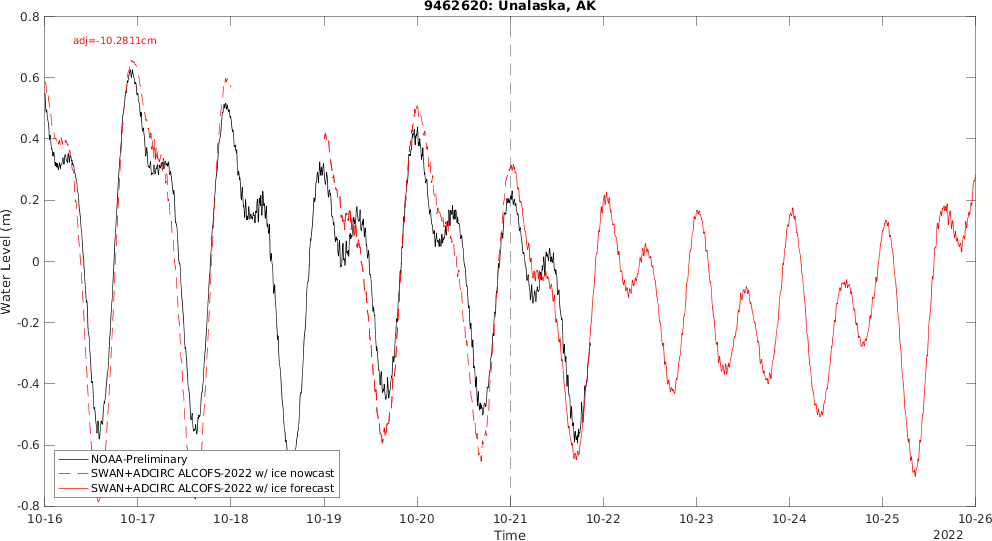 9462620: Unalaska, AK
adj=-10.2811cm
0.8
0.6
0.4
0.2
0
-0.2
-0.4
-0.6
-0.8
Water Level (m)
NOAA-Preliminary
SWAN+ADCIRC ALCOFS-2022 w/ ice nowcast
SWAN+ADCIRC ALCOFS-2022 w/ ice forecast
10-16 10-17 10-18 10-19 10-20 10-21 10-22 10-23 10-24 10-25 10-26
Time
2022